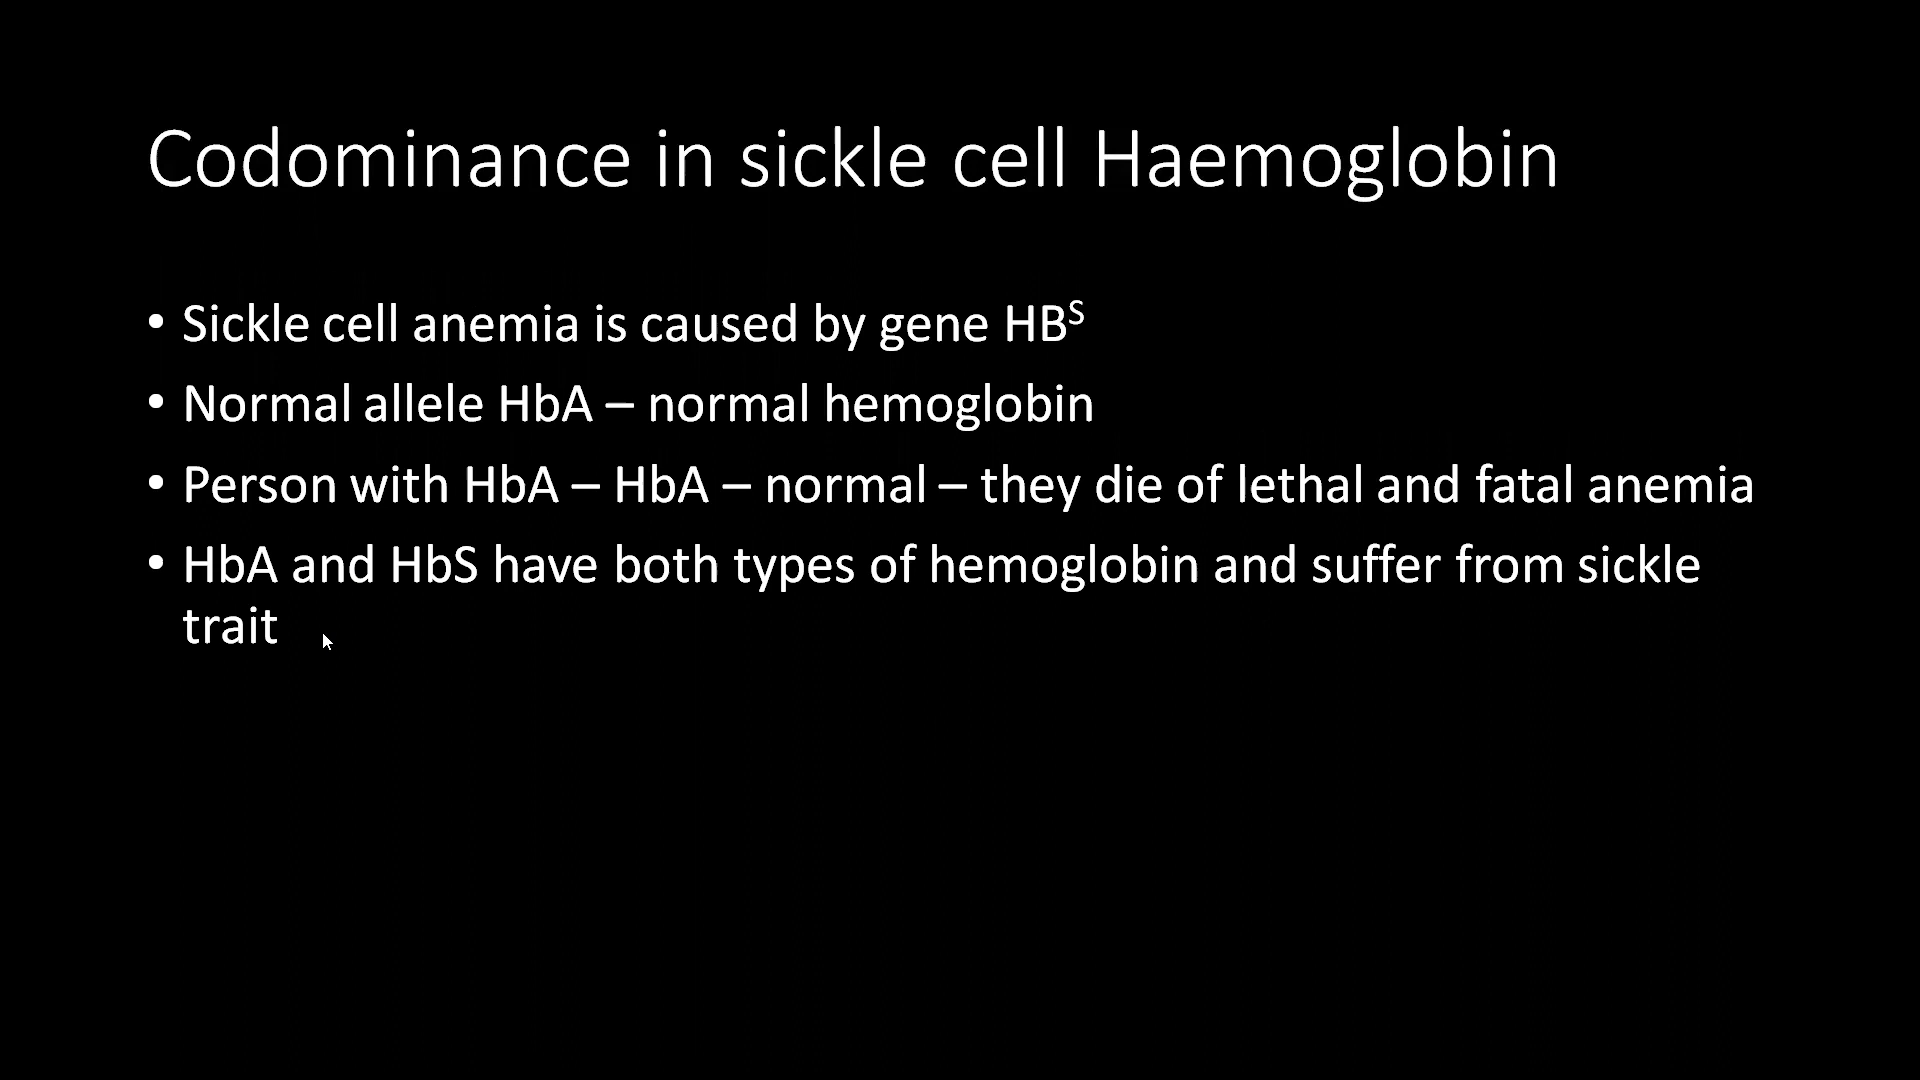 Codominance in sickle cell Haemoglobin
• Sickle cell anemia is caused by gene HBˢ
• Normal allele HbA – normal hemoglobin
• Person with HbA – HbA – normal – they die of lethal and fatal anemia
• HbA and HbS have both types of hemoglobin and suffer from sickle
trait